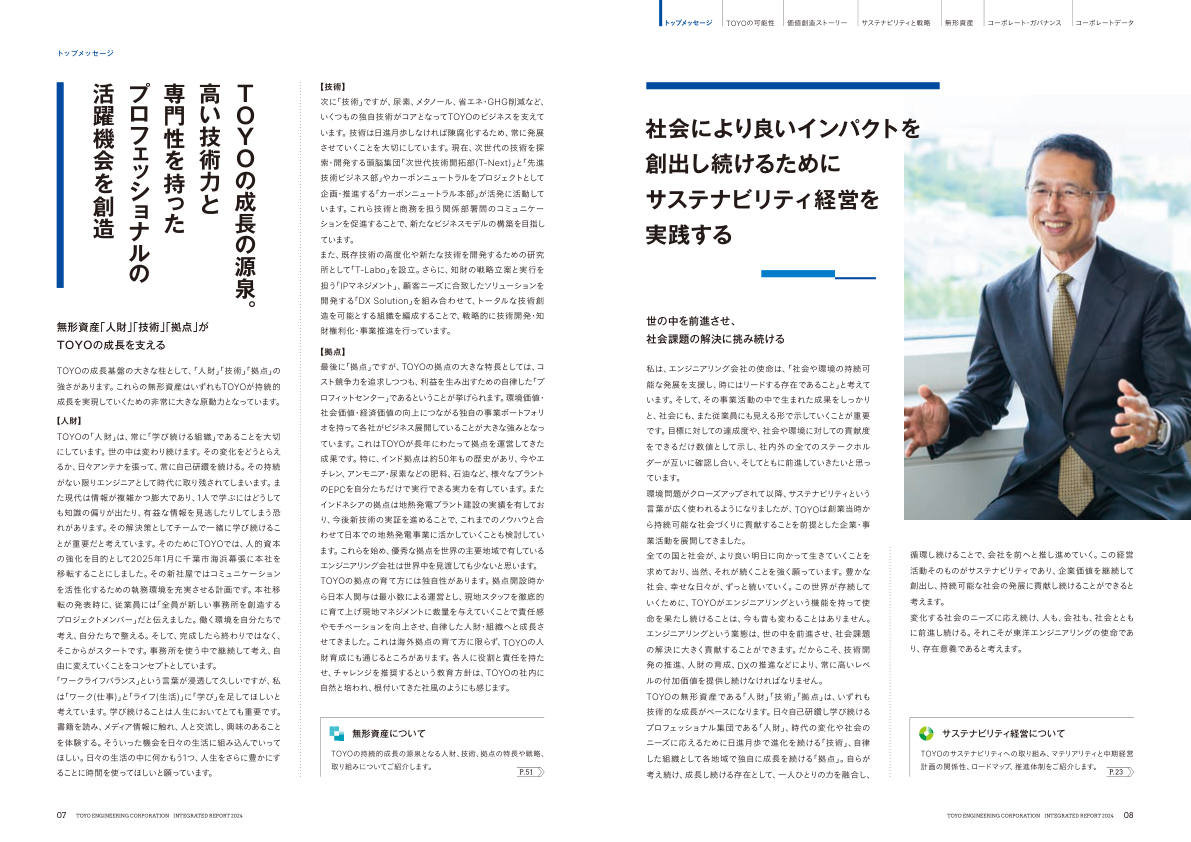 トップメッセージ
TOYOの可能性
価値創造ストーリー
サステナビリティと戦略
無形資産
コーポレート・ガバナンス
コーポレートデータ
トップメッセージ
TOYOの成長の源泉。
高い技術力と
専門性を持った
プロフェッショナルの
活躍機会を創造
無形資産「人財」「技術」「拠点」が
TOYOの成長を支える
TOYOの成長基盤の大きな柱として、「人財」「技術」「拠点」の
強さがあります。これらの無形資産はいずれもTOYOが持続的
成長を実現していくための非常に大きな原動力となっています。
【人財】
TOYOの「人財」は、常に「学び続ける組織」であることを大切
にしています。世の中は変わり続けます。その変化をどうとらえ
るか、日々アンテナを張って、常に自己研鑽を続ける。その持続
がない限りエンジニアとして時代に取り残されてしまいます。ま
た現代は情報が複雑かつ膨大であり、1人で学ぶにはどうして
も知識の偏りが出たり、有益な情報を見逃したりしてしまう恐
れがあります。その解決策としてチームで一緒に学び続けるこ
とが重要だと考えています。そのためにTOYOでは、人的資本
の強化を目的として2025年1月に千葉市海浜幕張に本社を
移転することにしました。その新社屋ではコミュニケーション
を活性化するための執務環境を充実させる計画です。本社移
転の発表時に、従業員には「全員が新しい事務所を創造する
プロジェクトメンバー」だと伝えました。働く環境を自分たちで
考え、自分たちで整える。そして、完成したら終わりではなく、
そこからがスタートです。事務所を使う中で継続して考え、自
由に変えていくことをコンセプトとしています。
「ワークライフバランス」という言葉が浸透して久しいですが、私
は「ワーク(仕事)」と「ライフ(生活)」に「学び」を足してほしいと
考えています。学び続けることは人生においてとても重要です。
書籍を読み、メディア情報に触れ、人と交流し、興味のあること
を体験する。そういった機会を日々の生活に組み込んでいって
ほしい。日々の生活の中に何かもう1つ、人生をさらに豊かにす
ることに時間を使ってほしいと願っています。
【技術】
次に「技術」ですが、尿素、メタノール、省エネ・GHG削減など、
いくつもの独自技術がコアとなってTOYOのビジネスを支えて
います。技術は日進月歩しなければ陳腐化するため、常に発展
させていくことを大切にしています。現在、次世代の技術を探
索・開発する頭脳集団「次世代技術開拓部(T-Next)」と「先進
技術ビジネス部」やカーボンニュートラルをプロジェクトとして
企画・推進する「カーボンニュートラル本部」が活発に活動して
います。これら技術と商務を担う関係部署間のコミュニケー
ションを促進することで、新たなビジネスモデルの構築を目指し
ています。
また、既存技術の高度化や新たな技術を開発するための研究
所として「T-Labo」を設立。さらに、知財の戦略立案と実行を
担う「IPマネジメント」、顧客ニーズに合致したソリューションを
開発する「DX Solution」を組み合わせて、トータルな技術創
造を可能とする組織を編成することで、戦略的に技術開発・知
財権利化・事業推進を行っています。
【拠点】
最後に「拠点」ですが、TOYOの拠点の大きな特長としては、コ
スト競争力を追求しつつも、利益を生み出すための自律した「プ
ロフィットセンター」であるということが挙げられます。環境価値・
社会価値・経済価値の向上につながる独自の事業ポートフォリ
オを持って各社がビジネス展開していることが大きな強みとなっ
ています。これはTOYOが長年にわたって拠点を運営してきた
成果です。特に、インド拠点は約50年もの歴史があり、今やエ
チレン、アンモニア・尿素などの肥料、石油など、様々なプラント
のEPCを自分たちだけで実行できる実力を有しています。また
インドネシアの拠点は地熱発電プラント建設の実績を有してお
り、今後新技術の実証を進めることで、これまでのノウハウと合
わせて日本での地熱発電事業に活かしていくことも検討してい
ます。これらを始め、優秀な拠点を世界の主要地域で有している
エンジニアリング会社は世界中を見渡しても少ないと思います。
TOYOの拠点の育て方には独自性があります。拠点開設時か
ら日本人関与は最小数による運営とし、現地スタッフを徹底的
に育て上げ現地マネジメントに裁量を与えていくことで責任感
やモチベーションを向上させ、自律した人財・組織へと成長さ
せてきました。これは海外拠点の育て方に限らず、TOYOの人
財育成にも通じるところがあります。各人に役割と責任を持た
せ、チャレンジを推奨するという教育方針は、TOYOの社内に
自然と培われ、根付いてきた社風のようにも感じます。
無形資産について
TOYOの持続的成長の源泉となる人財、技術、拠点の特長や戦略、
取り組みについてご紹介します。
P.51
社会により良いインパクトを
創出し続けるために
サステナビリティ経営を
実践する
世の中を前進させ、
社会課題の解決に挑み続ける
私は、エンジニアリング会社の使命は、「社会や環境の持続可
能な発展を支援し、時にはリードする存在であること」と考えて
います。そして、その事業活動の中で生まれた成果をしっかり
と、社会にも、また従業員にも見える形で示していくことが重要
です。目標に対しての達成度や、社会や環境に対しての貢献度
をできるだけ数値として示し、社内外の全てのステークホル
ダーが互いに確認し合い、そしてともに前進していきたいと思っ
ています。
環境問題がクローズアップされて以降、サステナビリティという
言葉が広く使われるようになりましたが、TOYOは創業当時か
ら持続可能な社会づくりに貢献することを前提とした企業・事
業活動を展開してきました。
全ての国と社会が、より良い明日に向かって生きていくことを
求めており、当然、それが続くことを強く願っています。豊かな
社会、幸せな日々が、ずっと続いていく。この世界が存続して
いくために、TOYOがエンジニアリングという機能を持って使
命を果たし続けることは、今も昔も変わることはありません。
エンジニアリングという業態は、世の中を前進させ、社会課題
の解決に大きく貢献することができます。だからこそ、技術開
発の推進、人財の育成、DXの推進などにより、常に高いレベ
ルの付加価値を提供し続けなければなりません。
TOYOの無形資産である「人財」「技術」「拠点」は、いずれも
技術的な成長がベースになります。日々自己研鑽し学び続ける
プロフェッショナル集団である「人財」、時代の変化や社会の
ニーズに応えるために日進月歩で進化を続ける「技術」、自律
した組織として各地域で独自に成長を続ける「拠点」。自らが
考え続け、成長し続ける存在として、一人ひとりの力を融合し、
循環し続けることで、会社を前へと推し進めていく。この経営
活動そのものがサステナビリティであり、企業価値を継続して
創出し、持続可能な社会の発展に貢献し続けることができると
考えます。
変化する社会のニーズに応え続け、人も、会社も、社会ととも
に前進し続ける。それこそが東洋エンジニアリングの使命であ
り、存在意義であると考えます。
サステナビリティ経営について
TOYOのサステナビリティへの取り組み、マテリアリティと中期経営
計画の関係性、ロードマップ、推進体制をご紹介します。
P.23
07 TOYO ENGINEERING CORPORATION INTEGRATED REPORT 2024
TOYO ENGINEERING CORPORATION INTEGRATED REPORT 2024 08